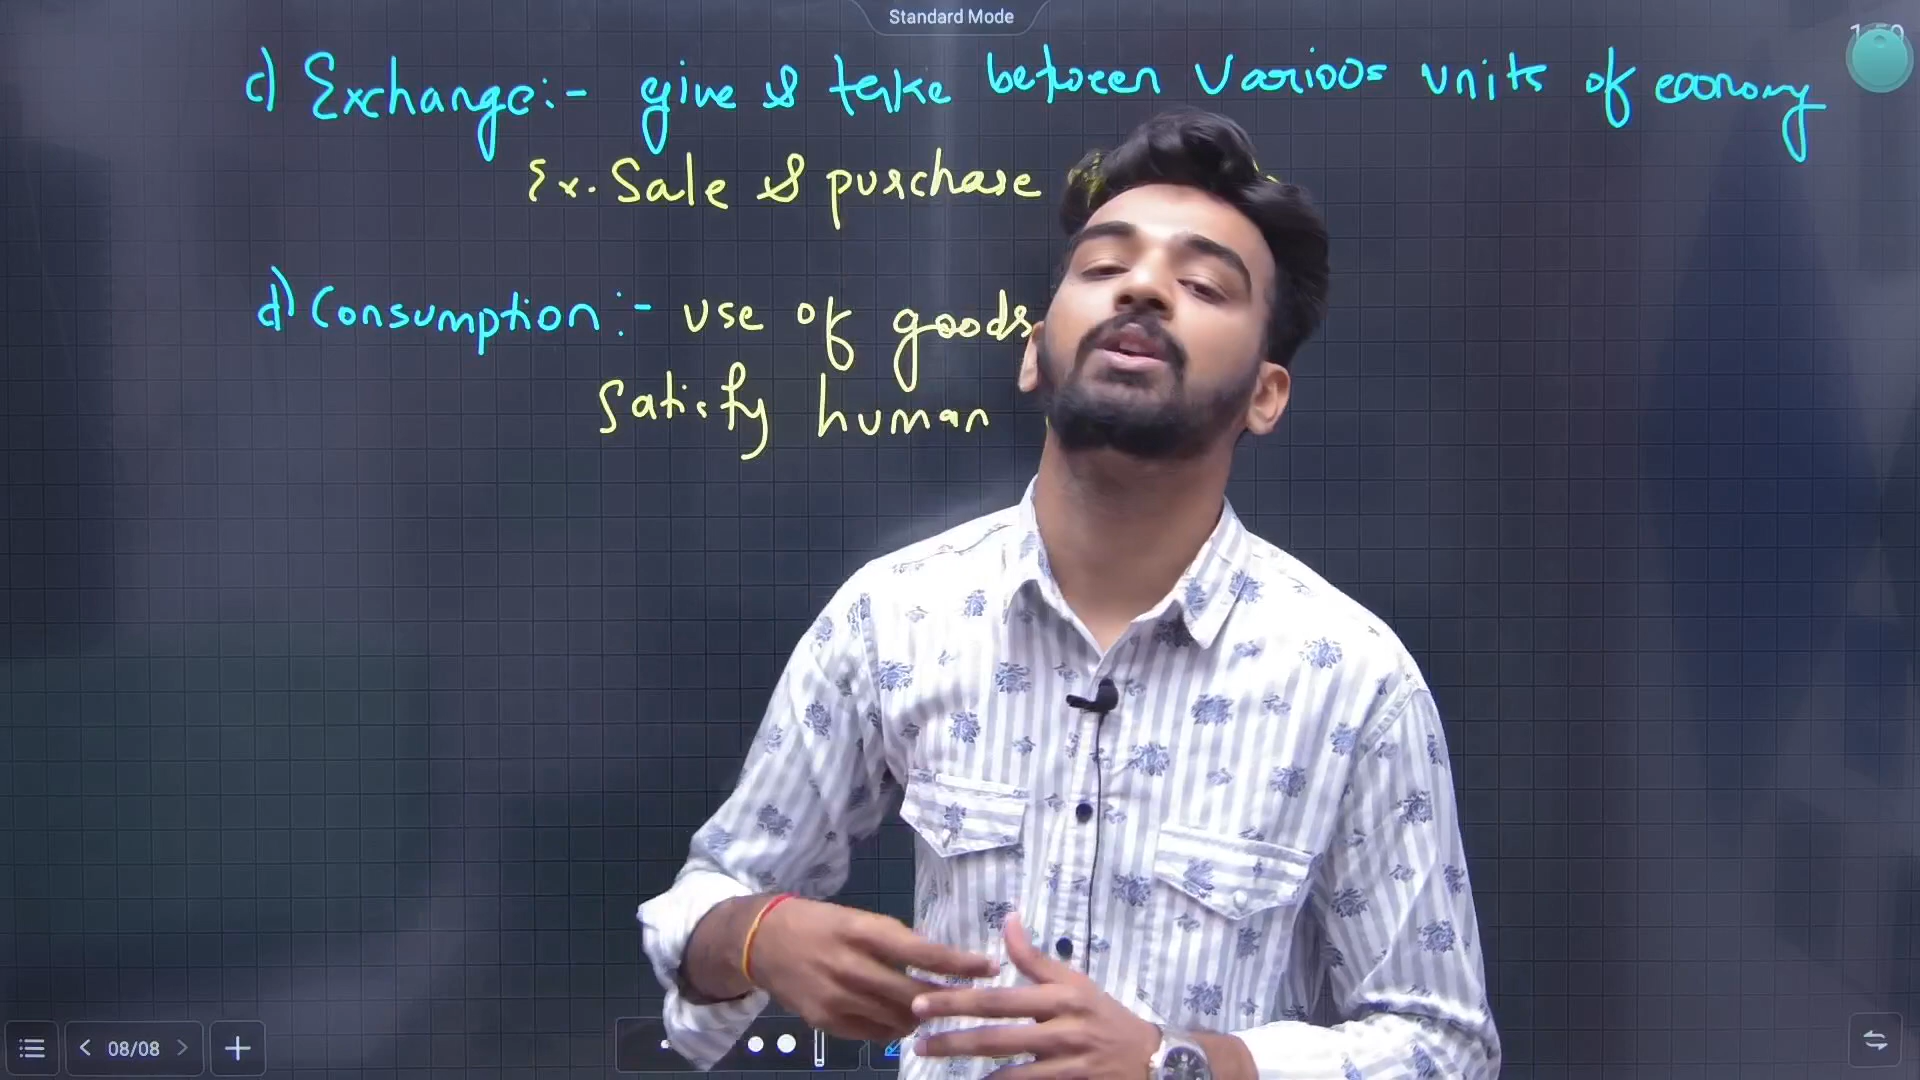 Standard Mode
c) Exchange:- give & take between various units of economy
Ex. Sale & purchase
d) Consumption:- use of goods
Satisfy human
08/08